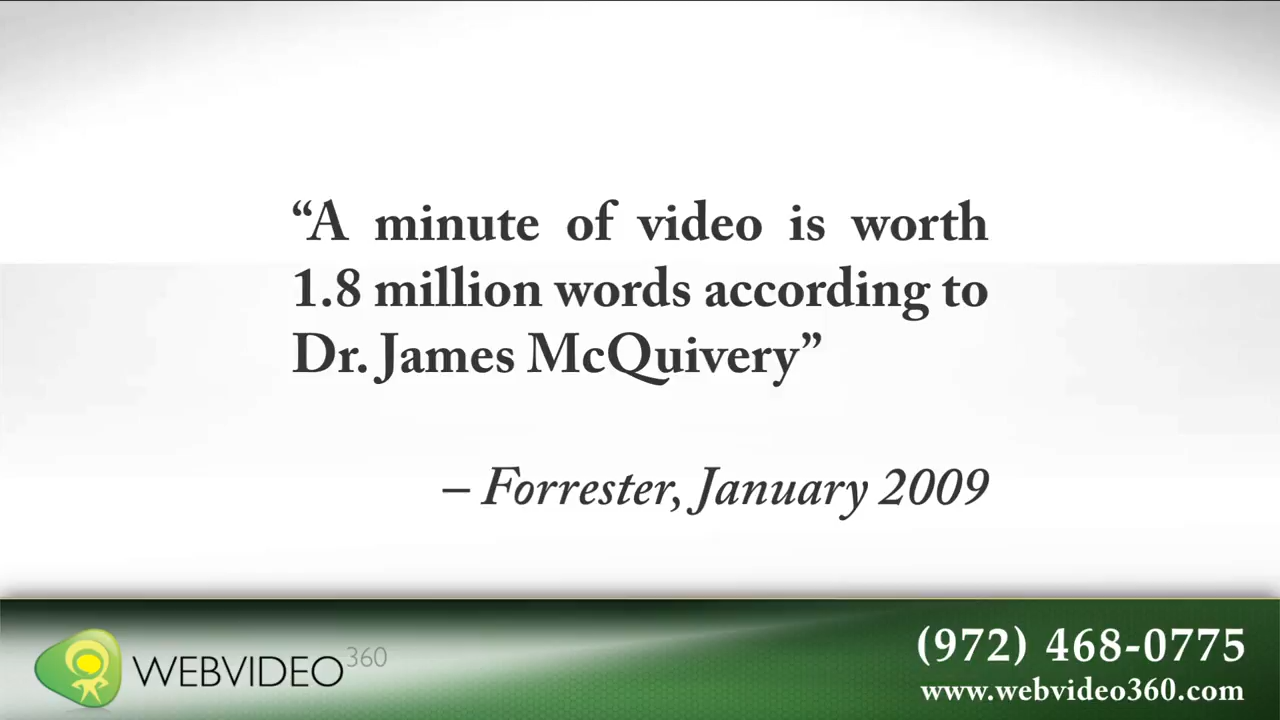 “A minute of video is worth
1.8 million words according to
Dr. James McQuivery”
– Forrester, January 2009
WEBVIDEO360
(972) 468-0775
www.webvideo360.com